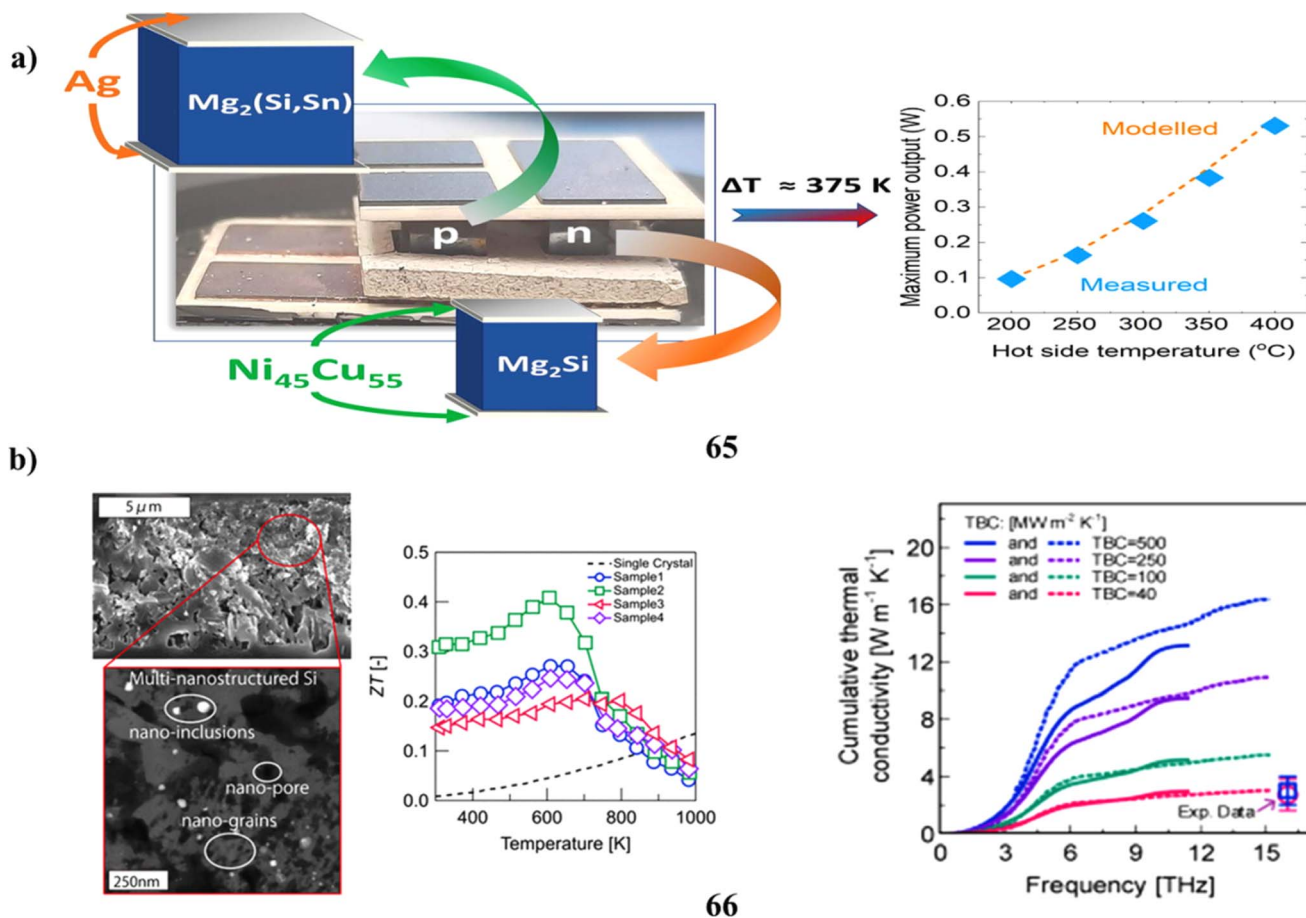 a)
Ag
Mg₂(Si,Sn)
p
n
Ni₄₅Cu₅₅
Mg₂Si
ΔT ≈ 375 K
Maximum power output (W)
0.6
0.5
0.4
0.3
0.2
0.1
0.0
Modelled
Measured
200 250 300 350 400
Hot side temperature (°C)
65
b)
5 μm
Multi-nanostructured Si
nano-inclusions
nano-pore
nano-grains
250nm
ZT [-]
0.5
0.4
0.3
0.2
0.1
0.0
Single Crystal
Sample1
Sample2
Sample3
Sample4
400 600 800 1000
Temperature [K]
Cumulative thermal
conductivity [W m⁻¹ K⁻¹]
20
16
12
8
4
0
TBC: [MW m⁻² K⁻¹]
and TBC=500
and TBC=250
and TBC=100
and TBC=40
Exp. Data
0 3 6 9 12 15
Frequency [THz]
66